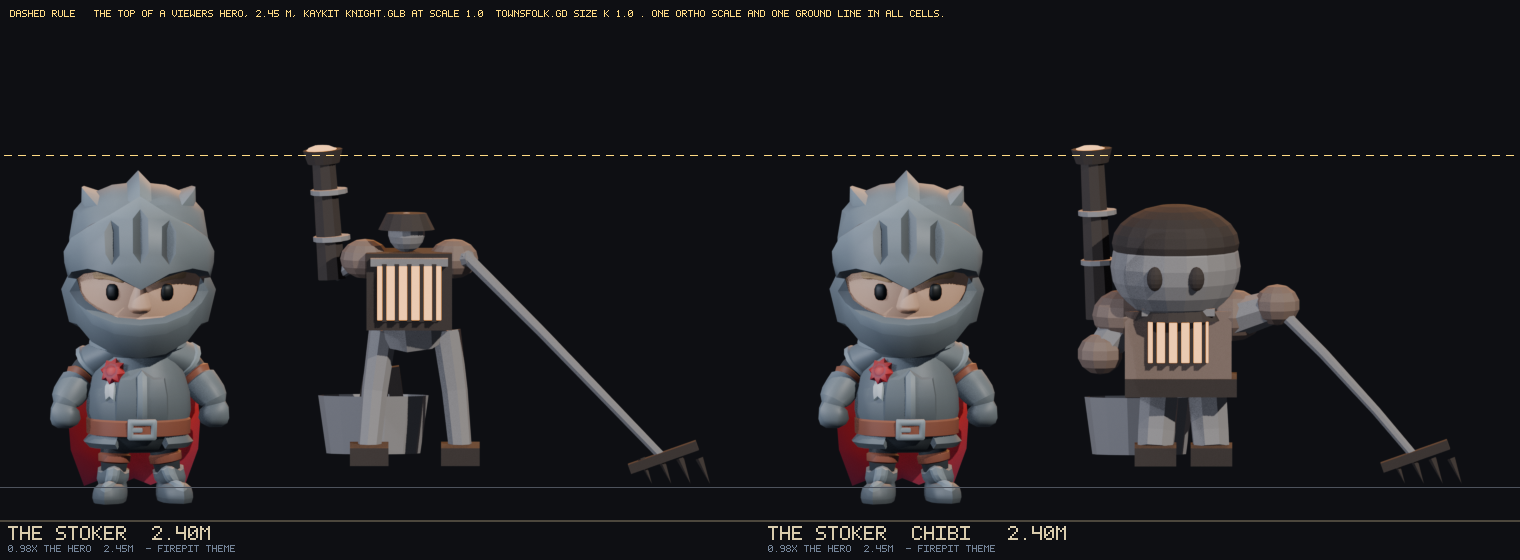 DASHED RULE   THE TOP OF A VIEWERS HERO, 2.45 M, KAYKIT KNIGHT.GLB AT SCALE 1.0  TOWNSFOLK.GD SIZE K 1.0 . ONE ORTHO SCALE AND ONE GROUND LINE IN ALL CELLS.
THE STOKER  2.40M
0.98X THE HERO  2.45M  - FIREPIT THEME
THE STOKER  CHIBI   2.40M
0.98X THE HERO  2.45M  - FIREPIT THEME